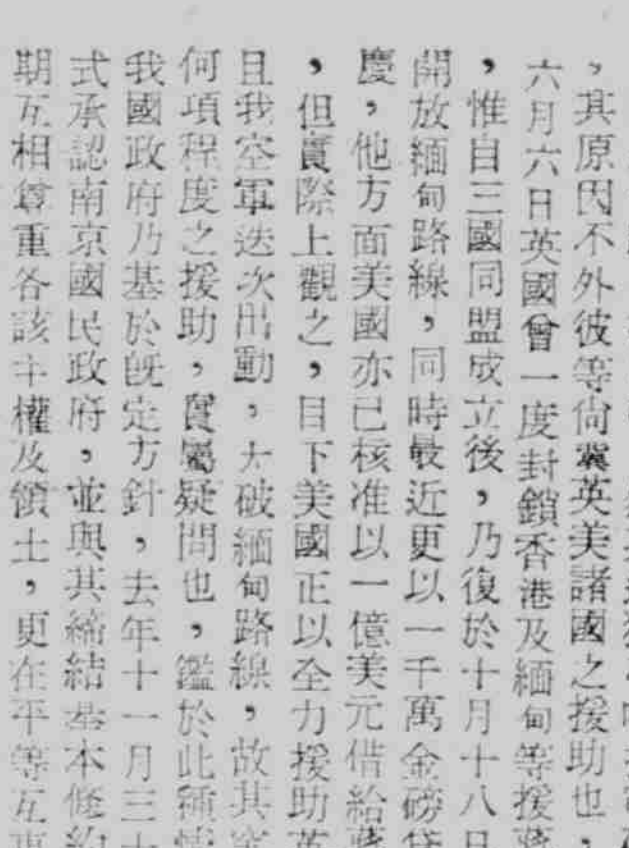 ，其原因不外彼等尙冀英美諸國之援助也，
六月六日英國曾一度封鎖香港及緬甸等援蔣
，惟自三國同盟成立後，乃復於十月十八日
開放緬甸路線，同時最近更以一千萬金磅貸
慶，他方面美國亦已核准以一億美元借給蔣
，但實際上觀之，目下美國正以全力援助英
且我空軍迭次出動，大破緬甸路線，故其究
何項程度之援助，實屬疑問也，鑑於此種情
我國政府乃基於旣定方針，去年十一月三十
式承認南京國民政府，並與其締結基本條約
期互相尊重各該主權及領土，更在平等互惠